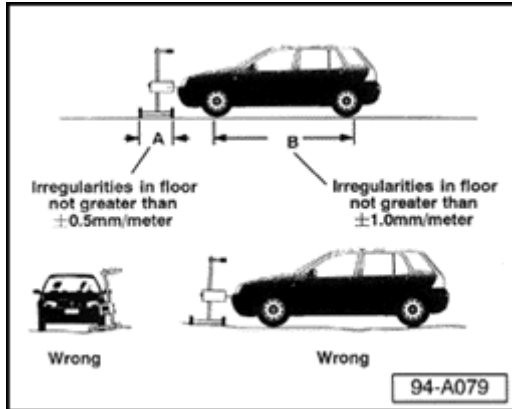 A
B
Irregularities in floor
not greater than
±0.5mm/meter
Irregularities in floor
not greater than
±1.0mm/meter
Wrong
Wrong
94-A079